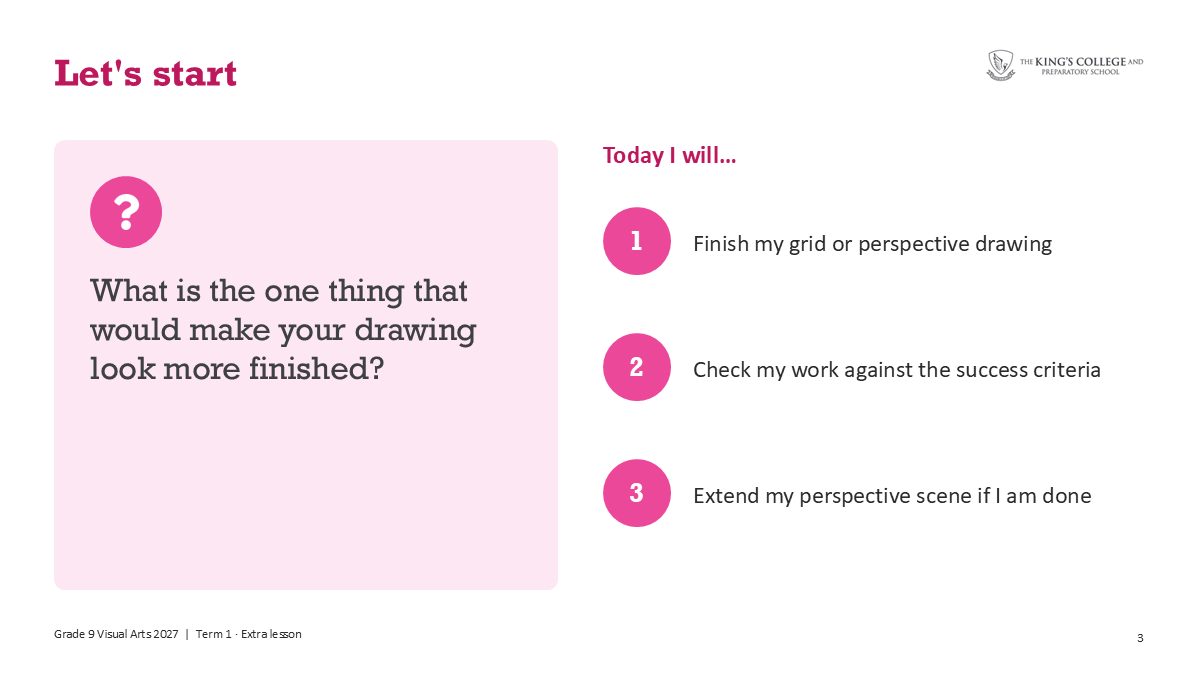 Let's start
THE KING'S COLLEGE AND
PREPARATORY SCHOOL
?
What is the one thing that
would make your drawing
look more finished?
Today I will...
1
Finish my grid or perspective drawing
2
Check my work against the success criteria
3
Extend my perspective scene if I am done
Grade 9 Visual Arts 2027 | Term 1 · Extra lesson
3